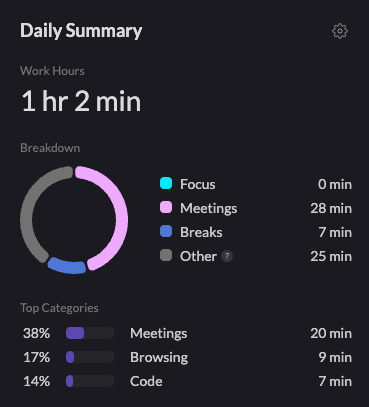 Daily Summary
Work Hours
1 hr 2 min
Breakdown
Focus 0 min
Meetings 28 min
Breaks 7 min
Other ? 25 min
Top Categories
38% Meetings 20 min
17% Browsing 9 min
14% Code 7 min